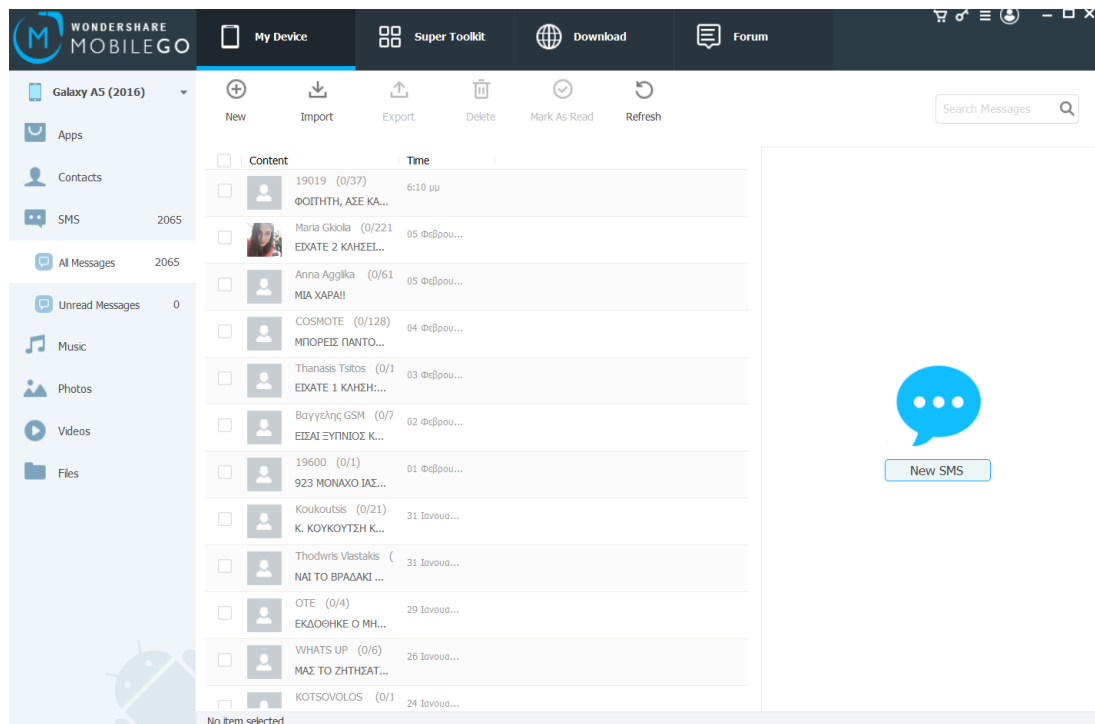 WONDERSHARE
MOBILEGO
My Device
Super Toolkit
Download
Forum
Galaxy A5 (2016)
Apps
Contacts
SMS 2065
All Messages 2065
Unread Messages 0
Music
Photos
Videos
Files
New
Import
Export
Delete
Mark As Read
Refresh
Search Messages
Content Time
19019 (0/37) 6:10 μμ
ΦΟΙΤΗΤΗ, ΑΣΕ ΚΑ...
Maria Gkiolia (0/221 05 Φεβρου...
ΕΙΧΑΤΕ 2 ΚΛΗΣΕΙ...
Anna Agglika (0/61 05 Φεβρου...
ΜΙΑ ΧΑΡΑ!!
COSMOTE (0/128) 04 Φεβρου...
ΜΠΟΡΕΙΣ ΠΑΝΤΟ...
Thanasis Tsitos (0/1 03 Φεβρου...
ΕΙΧΑΤΕ 1 ΚΛΗΣΗ:...
Βαγγελης GSM (0/7 02 Φεβρου...
ΕΙΣΑΙ ΞΥΠΝΙΟΣ Κ...
19600 (0/1) 01 Φεβρου...
923 ΜΟΝΑΧΟ ΙΑΣ...
Koukoutsis (0/21) 31 Ιανουα...
Κ. ΚΟΥΚΟΥΤΣΗ Κ...
Thodwris Vlastakis ( 31 Ιανουα...
ΝΑΙ ΤΟ ΒΡΑΔΑΚΙ ...
OTE (0/4) 29 Ιανουα...
ΕΚΔΟΘΗΚΕ Ο ΜΗ...
WHATS UP (0/6) 26 Ιανουα...
ΜΑΣ ΤΟ ΖΗΤΗΣΑΤ...
KOTSOVOLOS (0/1 24 Ιανουα...
New SMS
No item selected